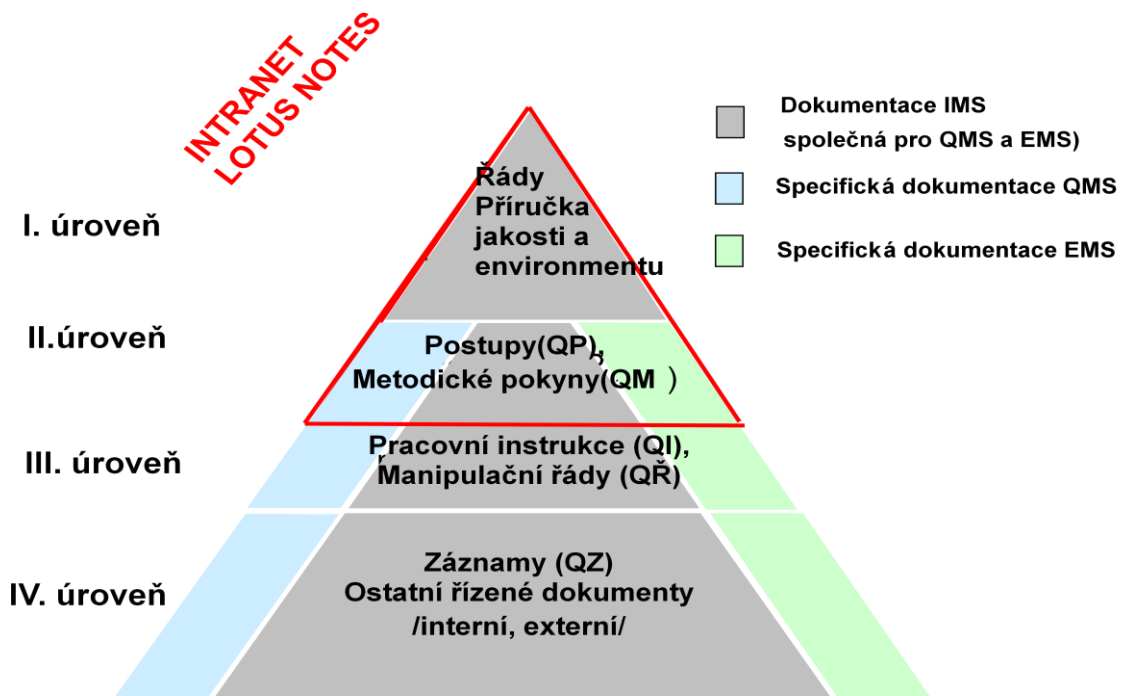 INTRANET
LOTUS NOTES
Dokumentace IMS
společná pro QMS a EMS)
Specifická dokumentace QMS
Specifická dokumentace EMS
I. úroveň
Řády
Příručka
jakosti a
environmentu
II.úroveň
Postupy(QP),
Metodické pokyny(QM )
III. úroveň
Pracovní instrukce (QI),
Manipulační řády (QŘ)
IV. úroveň
Záznamy (QZ)
Ostatní řízené dokumenty
/interní, externí/